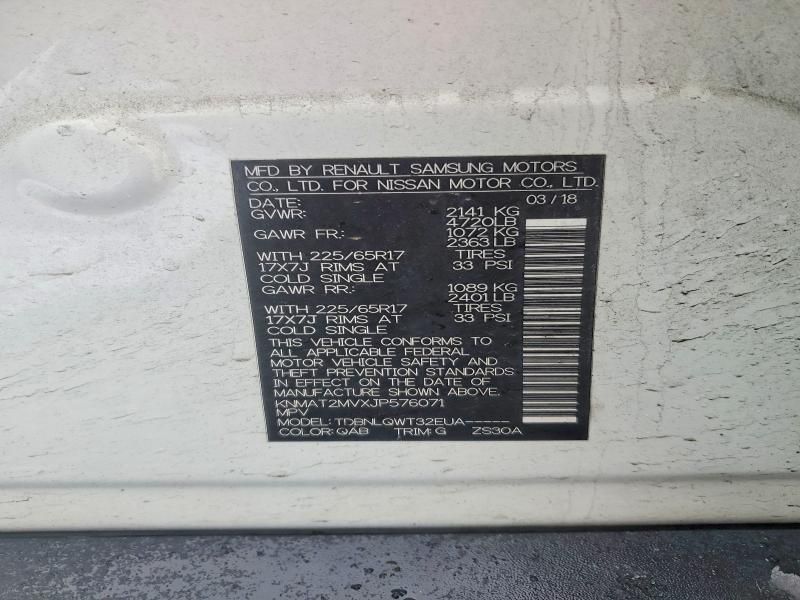 MFD BY RENAULT SAMSUNG MOTORS
CO., LTD. FOR NISSAN MOTOR CO., LTD.
DATE: 03 / 18
GVWR: 2141 KG
4720LB
GAWR FR: 1072 KG
2363 LB
WITH 225/65R17 TIRES
17X7J RIMS AT 33 PSI
COLD SINGLE
GAWR RR: 1089 KG
2401 LB
WITH 225/65R17 TIRES
17X7J RIMS AT 33 PSI
COLD SINGLE
THIS VEHICLE CONFORMS TO
ALL APPLICABLE FEDERAL
MOTOR VEHICLE SAFETY AND
THEFT PREVENTION STANDARDS
IN EFFECT ON THE DATE OF
MANUFACTURE SHOWN ABOVE.
KNMAT2MVXJP576071
MPV
MODEL: TDBNLQWT32EUA-----
COLOR: QAB TRIM: G ZS30A